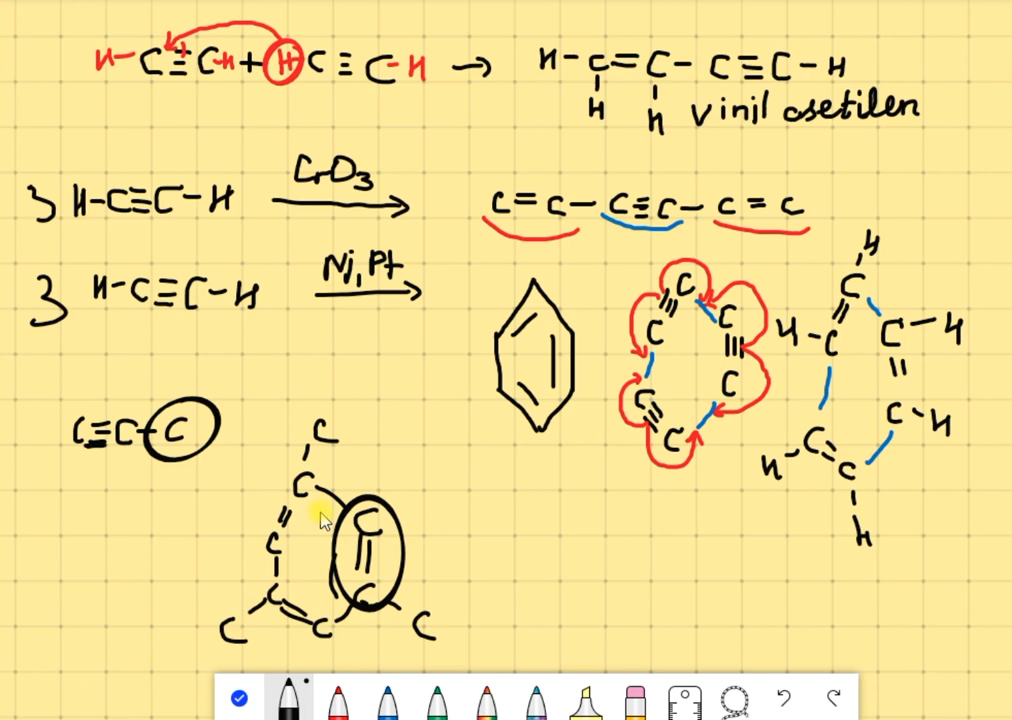 H-C≡C-H + H-C≡C-H → H-C=C-C≡C-H
H H
vinil asetilen
3 H-C≡C-H CrO3 → C=C-C≡C-C=C
3 H-C≡C-H Ni, Pt →
C C C C C C
H C C H C C H C C H H H
C≡C-C
C
C C
C
C C
C C C